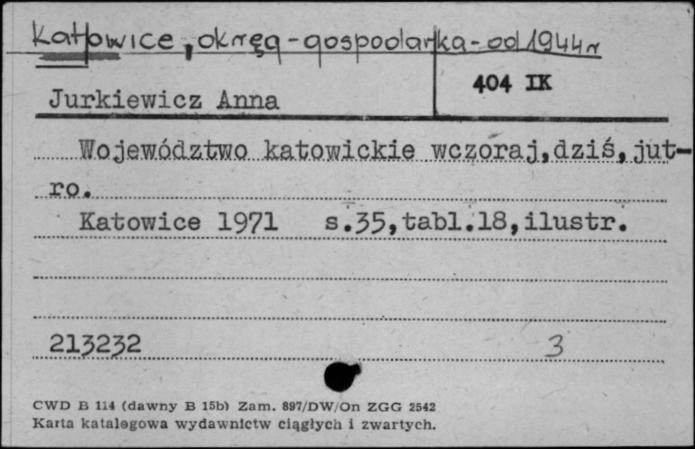 Katowice, okręg - gospodarka - od 1944 r
404 IK
Jurkiewicz Anna
Województwo katowickie wczoraj,dziś,jut-
ro.
Katowice 1971 s.35,tabl.18,ilustr.
213232 3
CWD B 114 (dawny B 15b) Zam. 897/DW/On ZGG 2542
Karta katalogowa wydawnictw ciągłych i zwartych.